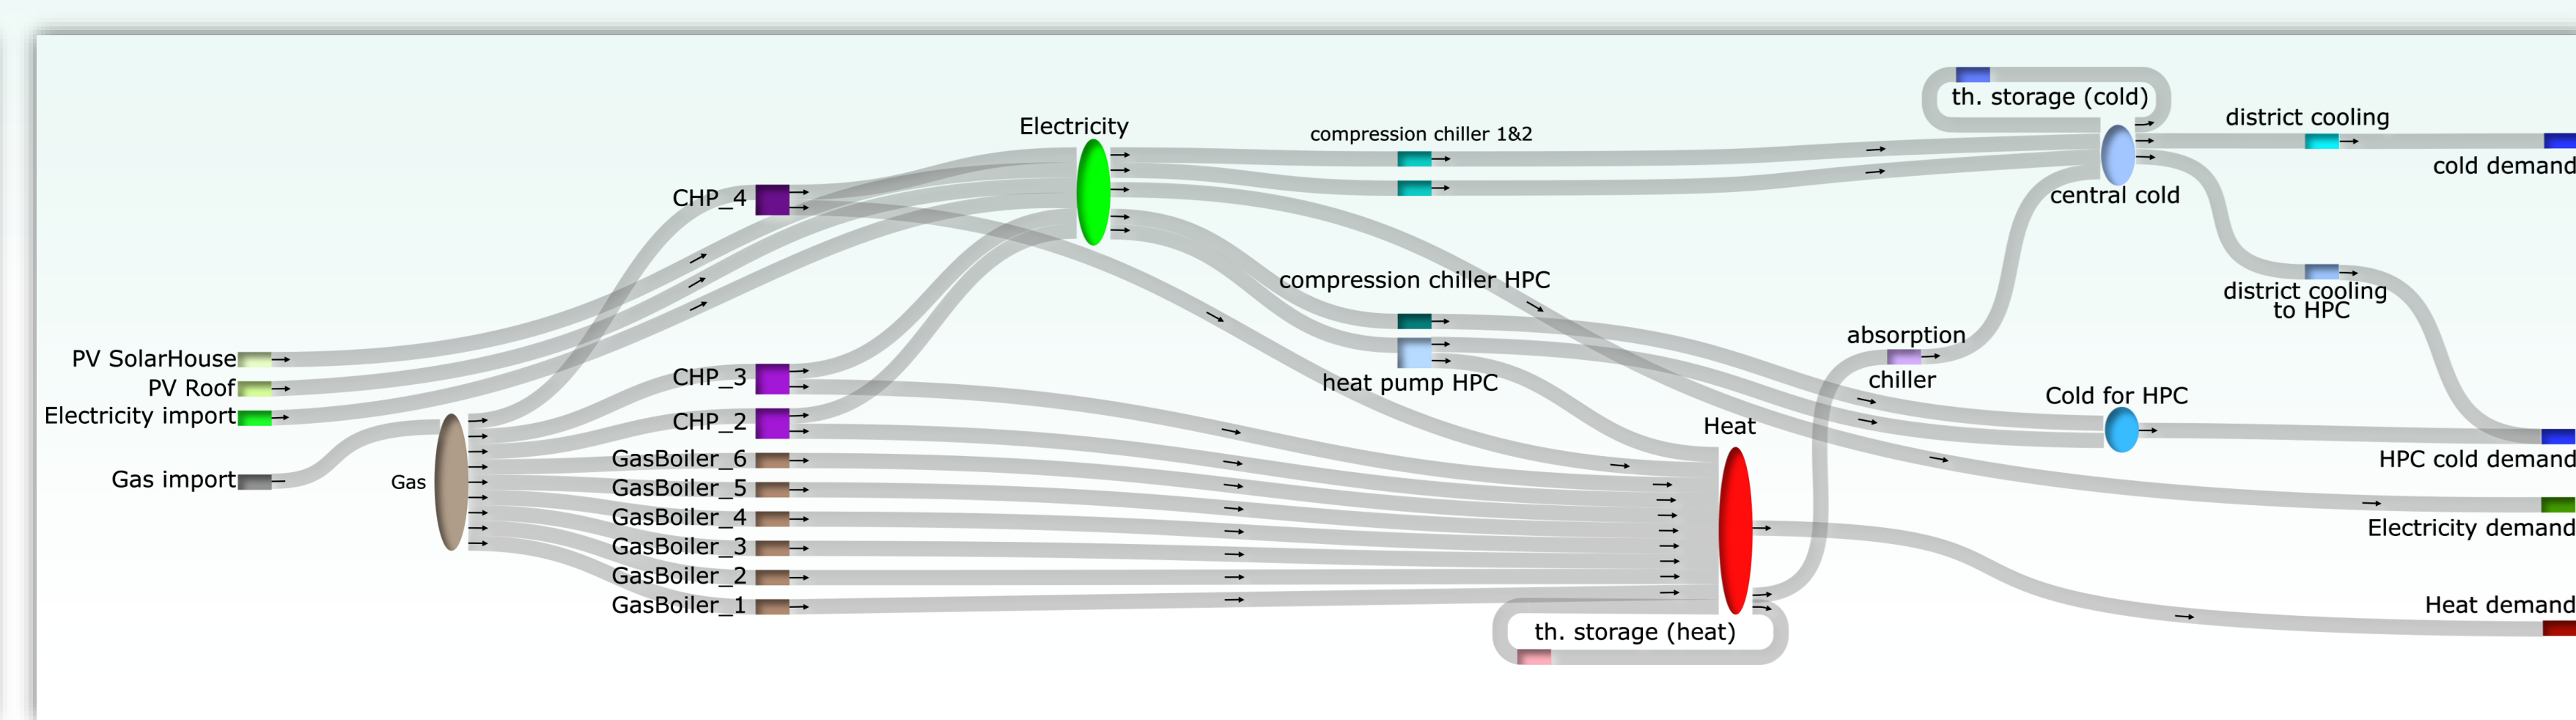 th. storage (cold)
district cooling
Electricity
compression chiller 1&2
cold demand
CHP_4
central cold
compression chiller HPC
district cooling
to HPC
absorption
chiller
PV SolarHouse
PV Roof
Electricity import
Gas import
Gas
CHP_3
CHP_2
GasBoiler_6
GasBoiler_5
GasBoiler_4
GasBoiler_3
GasBoiler_2
GasBoiler_1
heat pump HPC
Heat
Cold for HPC
HPC cold demand
Electricity demand
Heat demand
th. storage (heat)